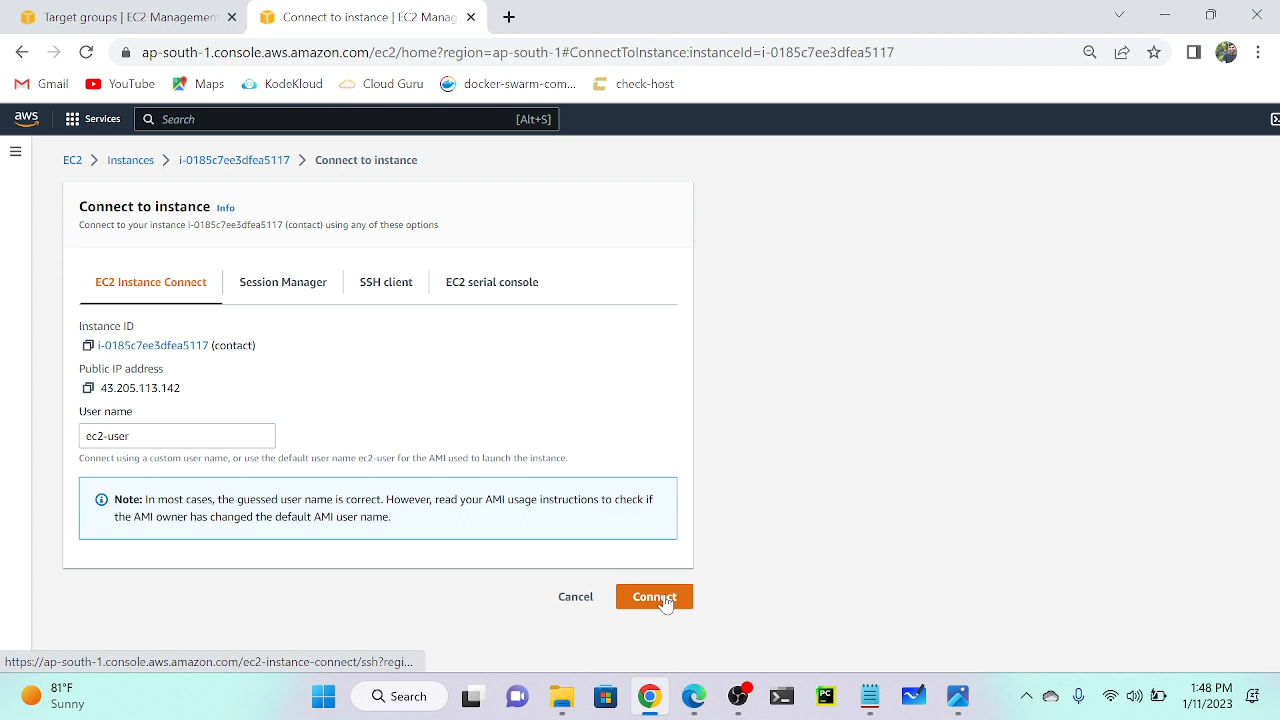 Target groups | EC2 Management
Connect to instance | EC2 Manag
ap-south-1.console.aws.amazon.com/ec2/home?region=ap-south-1#ConnectToInstance:instanceId=i-0185c7ee3dfea5117
Gmail YouTube Maps KodeKloud Cloud Guru docker-swarm-com... check-host
aws Services Search [Alt+S]
EC2 Instances i-0185c7ee3dfea5117 Connect to instance
Connect to instance Info
Connect to your instance i-0185c7ee3dfea5117 (contact) using any of these options
EC2 Instance Connect Session Manager SSH client EC2 serial console
Instance ID
i-0185c7ee3dfea5117 (contact)
Public IP address
43.205.113.142
User name
ec2-user
Connect using a custom user name, or use the default user name ec2-user for the AMI used to launch the instance.
Note: In most cases, the guessed user name is correct. However, read your AMI usage instructions to check if
the AMI owner has changed the default AMI user name.
Cancel Connect
https://ap-south-1.console.aws.amazon.com/ec2-instance-connect/ssh?regi...
81°F
Sunny
Search
PC
1:48 PM
1/11/2023